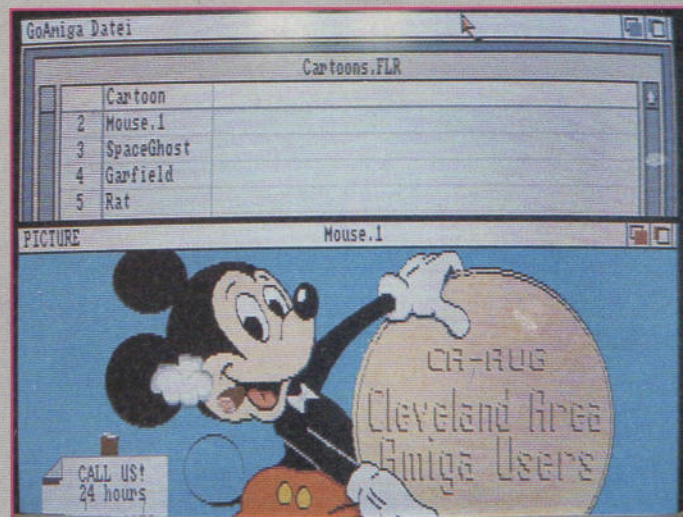 GoAmiga Datei
Cartoons.FLR
Cartoon
2 Mouse.1
3 SpaceGhost
4 Garfield
5 Rat
PICTURE Mouse.1
CALL US!
24 hours
CA-AUG
Cleveland Area
Amiga Users